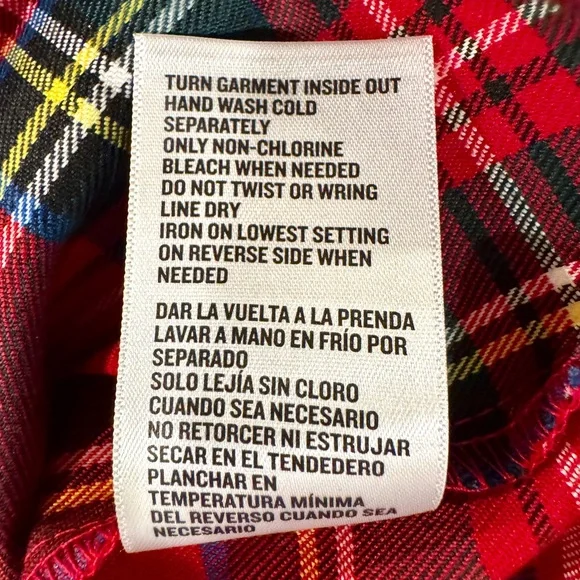 TURN GARMENT INSIDE OUT
HAND WASH COLD
SEPARATELY
ONLY NON-CHLORINE
BLEACH WHEN NEEDED
DO NOT TWIST OR WRING
LINE DRY
IRON ON LOWEST SETTING
ON REVERSE SIDE WHEN
NEEDED
DAR LA VUELTA A LA PRENDA
LAVAR A MANO EN FRÍO POR
SEPARADO
SOLO LEJÍA SIN CLORO
CUANDO SEA NECESARIO
NO RETORCER NI ESTRUJAR
SECAR EN EL TENDEDERO
PLANCHAR EN
TEMPERATURA MÍNIMA
DEL REVERSO CUANDO SEA
NECESARIO